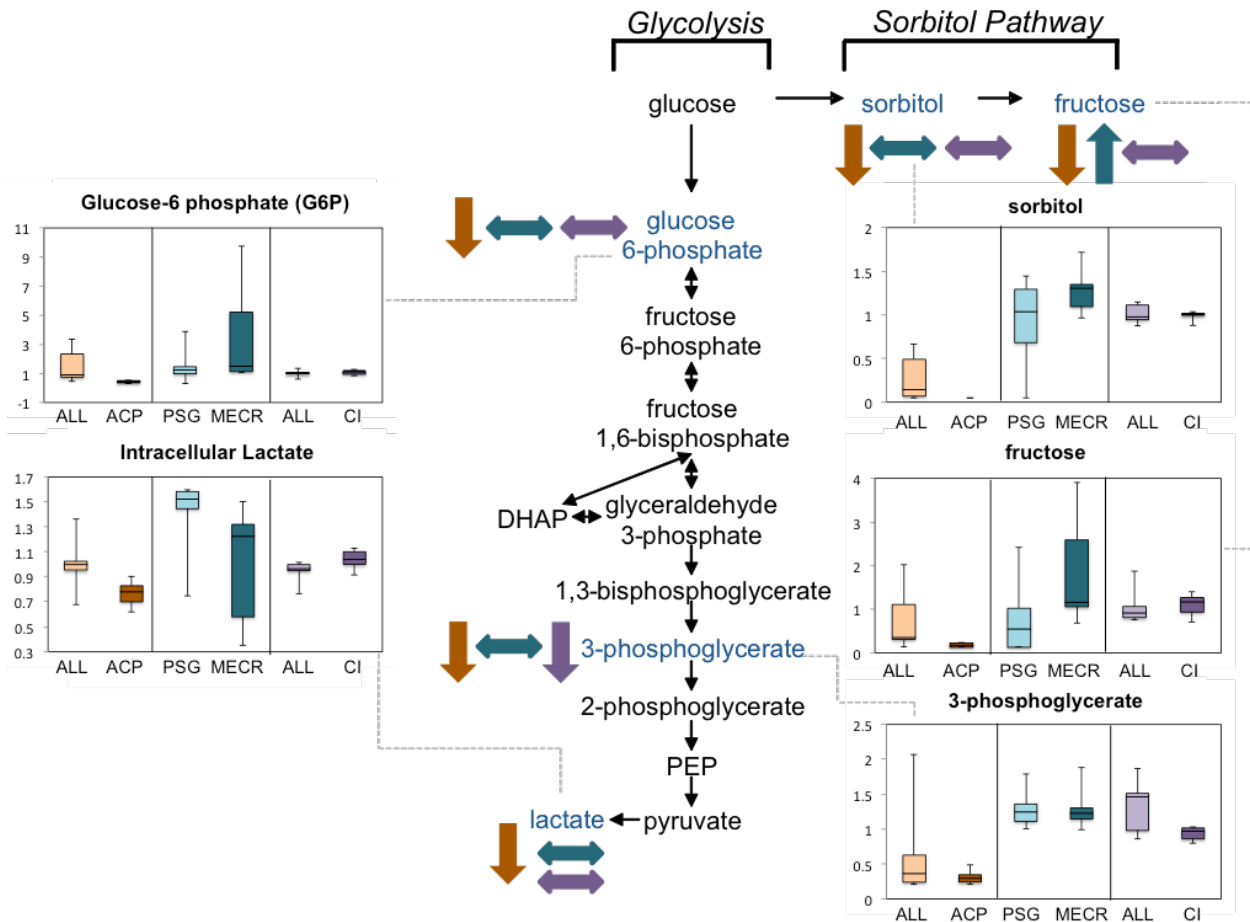 Glycolysis
Sorbitol Pathway
glucose
sorbitol
fructose
glucose
6-phosphate
fructose
6-phosphate
fructose
1,6-bisphosphate
DHAP
glyceraldehyde
3-phosphate
1,3-bisphosphoglycerate
3-phosphoglycerate
2-phosphoglycerate
PEP
lactate
pyruvate
Glucose-6 phosphate (G6P)
11
9
7
5
3
1
-1
ALL ACP PSG MECR ALL CI
Intracellular Lactate
1.7
1.5
1.3
1.1
0.9
0.7
0.5
0.3
ALL ACP PSG MECR ALL CI
sorbitol
2
1.5
1
0.5
0
ALL ACP PSG MECR ALL CI
fructose
4
3
2
1
0
ALL ACP PSG MECR ALL CI
3-phosphoglycerate
2.5
2
1.5
1
0.5
0
ALL ACP PSG MECR ALL CI